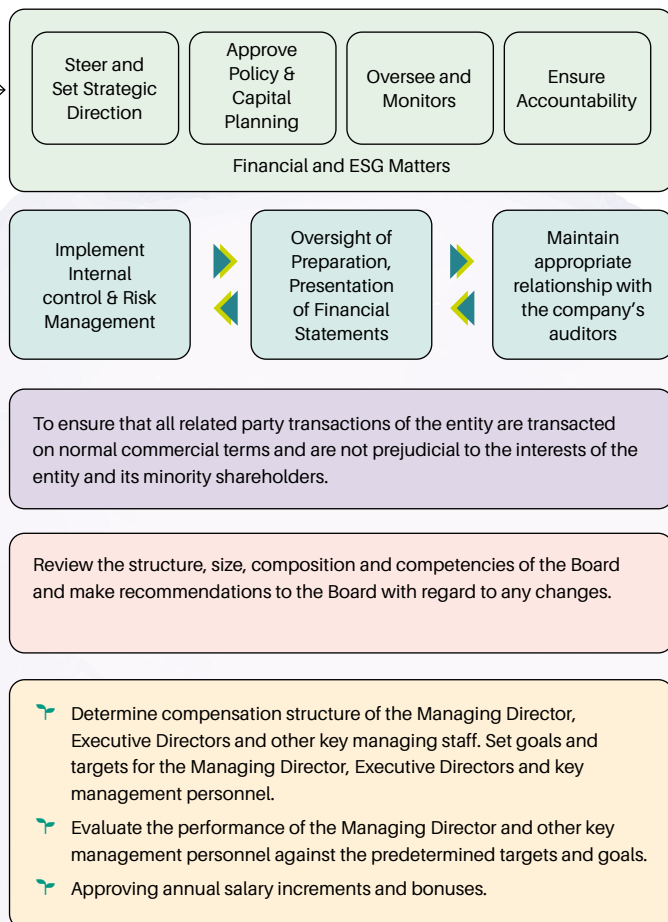 Steer and
Set Strategic
Direction
Approve
Policy &
Capital
Planning
Oversee and
Monitors
Ensure
Accountability
Financial and ESG Matters
Implement
Internal
control & Risk
Management
Oversight of
Preparation,
Presentation
of Financial
Statements
Maintain
appropriate
relationship with
the company’s
auditors
To ensure that all related party transactions of the entity are transacted
on normal commercial terms and are not prejudicial to the interests of the
entity and its minority shareholders.
Review the structure, size, composition and competencies of the Board
and make recommendations to the Board with regard to any changes.
Determine compensation structure of the Managing Director,
Executive Directors and other key managing staff. Set goals and
targets for the Managing Director, Executive Directors and key
management personnel.
Evaluate the performance of the Managing Director and other key
management personnel against the predetermined targets and goals.
Approving annual salary increments and bonuses.